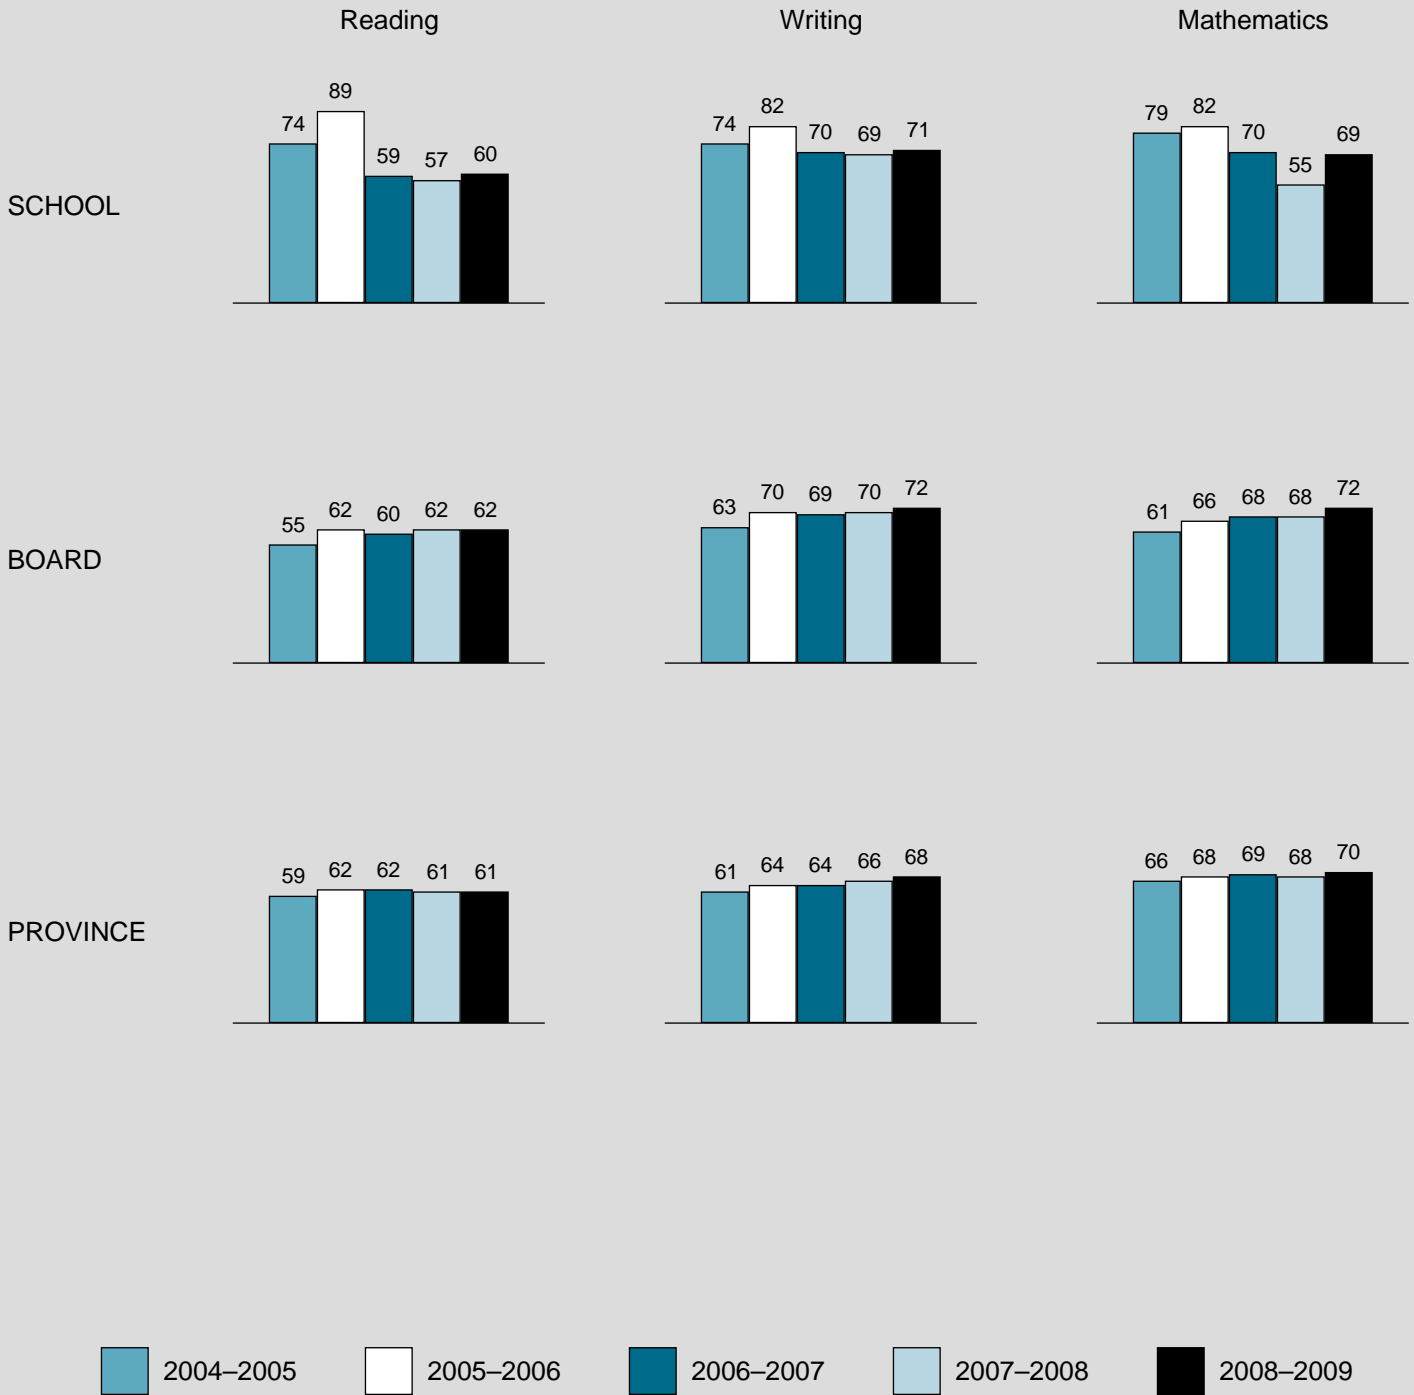 Reading Writing Mathematics
SCHOOL
74 89 59 57 60
74 82 70 69 71
79 82 70 55 69
BOARD
55 62 60 62 62
63 70 69 70 72
61 66 68 68 72
PROVINCE
59 62 62 61 61
61 64 64 66 68
66 68 69 68 70
2004–2005 2005–2006 2006–2007 2007–2008 2008–2009